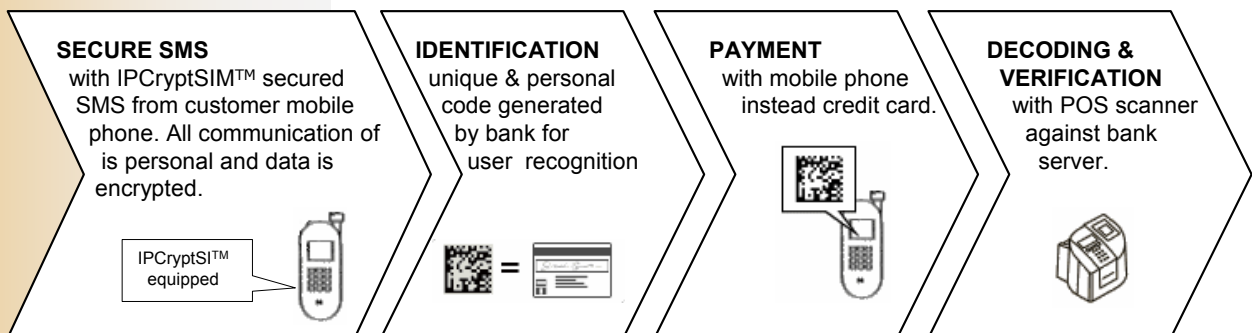 SECURE SMS
with IPCryptSIM™ secured
SMS from customer mobile
phone. All communication of
is personal and data is
encrypted.
IPCryptSI™
equipped
IDENTIFICATION
unique & personal
code generated
by bank for
user recognition
=
PAYMENT
with mobile phone
instead credit card.
DECODING &
VERIFICATION
with POS scanner
against bank
server.